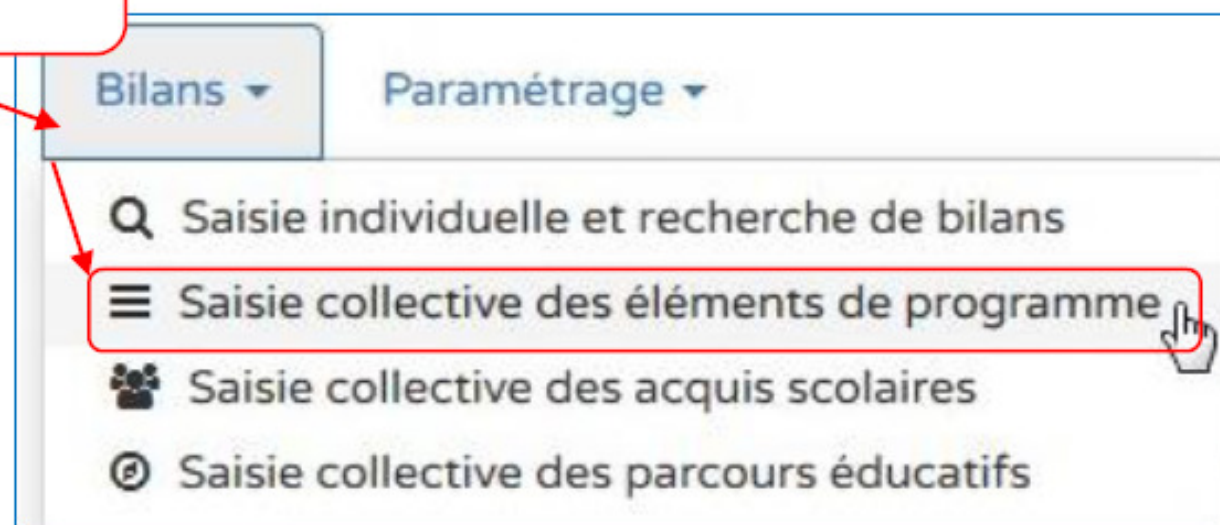 Bilans Paramétrage
Saisie individuelle et recherche de bilans
Saisie collective des éléments de programme
Saisie collective des acquis scolaires
Saisie collective des parcours éducatifs